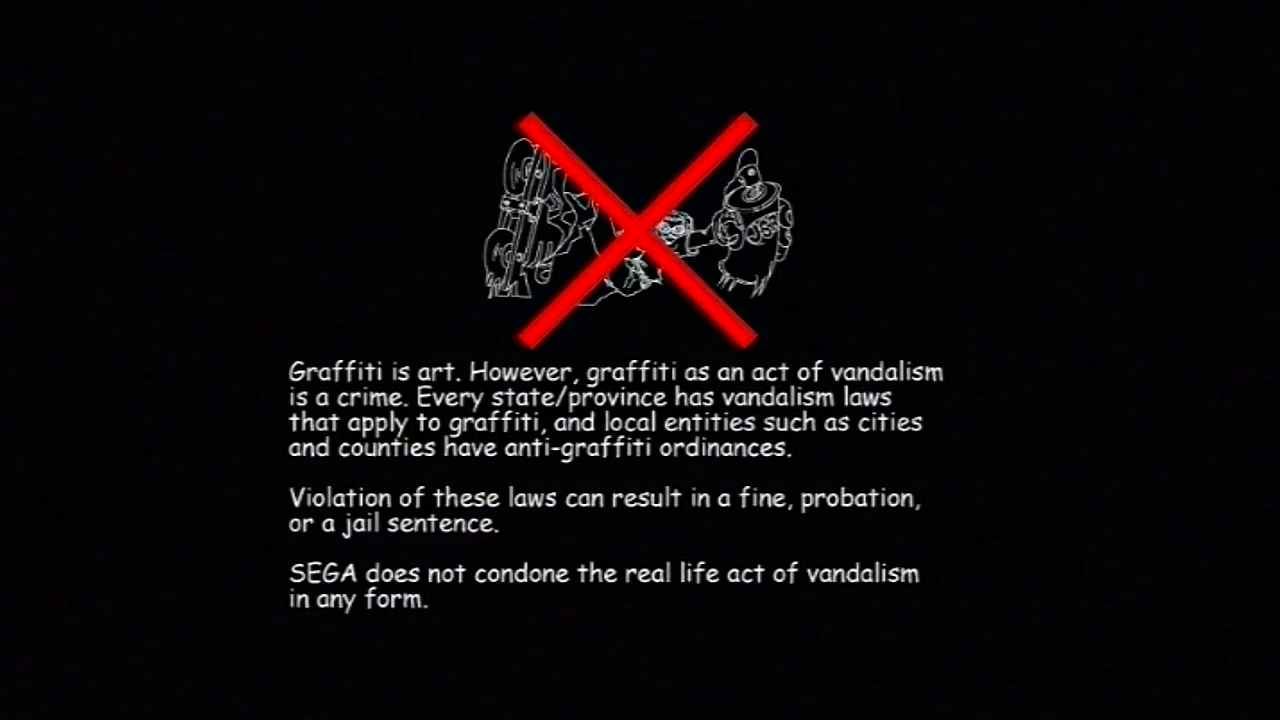 Graffiti is art. However, graffiti as an act of vandalism
is a crime. Every state/province has vandalism laws
that apply to graffiti, and local entities such as cities
and counties have anti-graffiti ordinances.
Violation of these laws can result in a fine, probation,
or a jail sentence.
SEGA does not condone the real life act of vandalism
in any form.